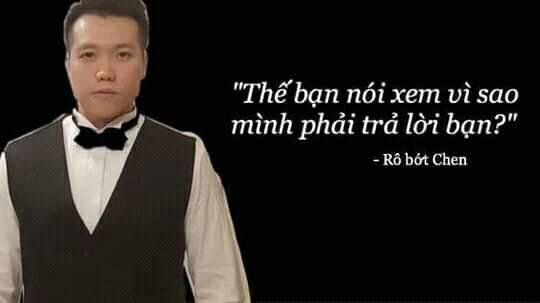 "Thế bạn nói xem vì sao
mình phải trả lời bạn?"
- Rô bớt Chen